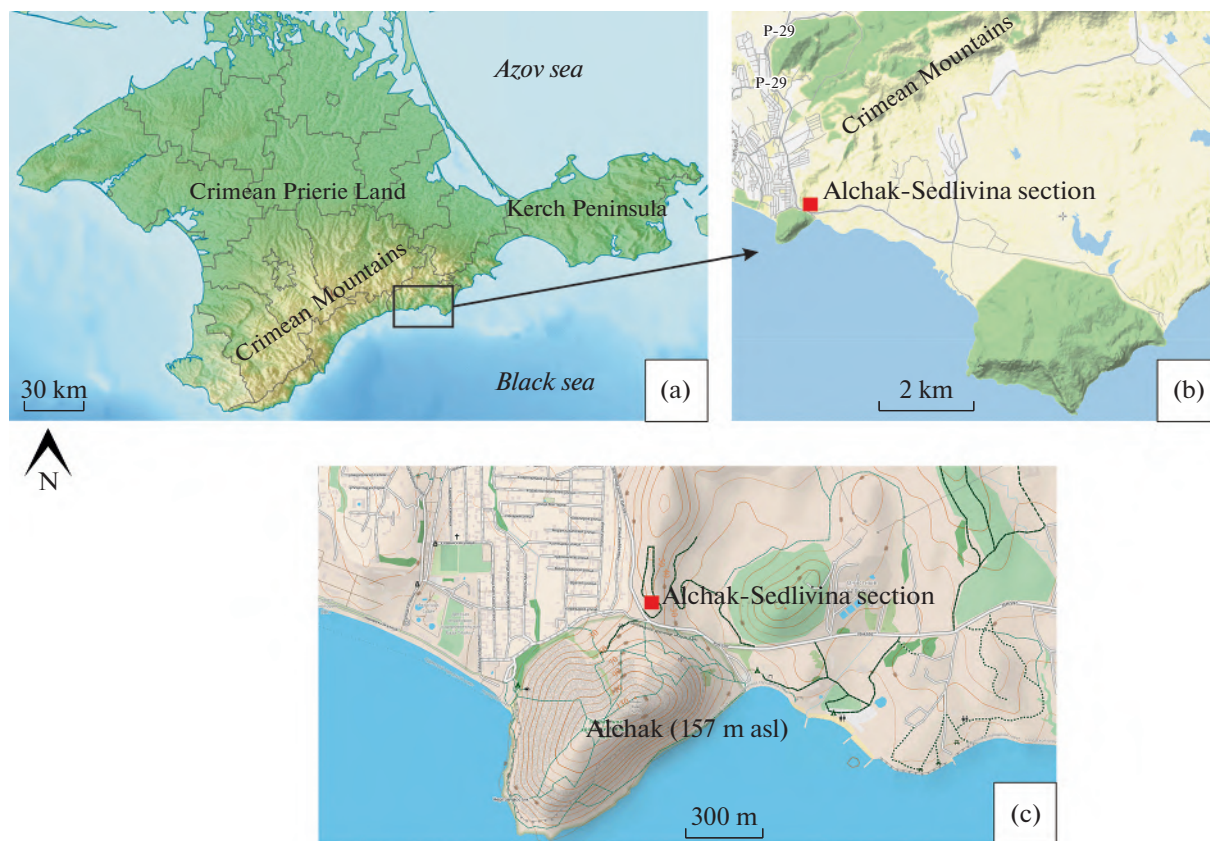 Azov sea
Crimean Prierie Land
Kerch Peninsula
Crimean Mountains
Black sea
30 km
(a)
P-29
P-29
Crimean Mountains
Alchak-Sedlivina section
2 km
(b)
N
Alchak-Sedlivina section
Alchak (157 m asl)
300 m
(c)